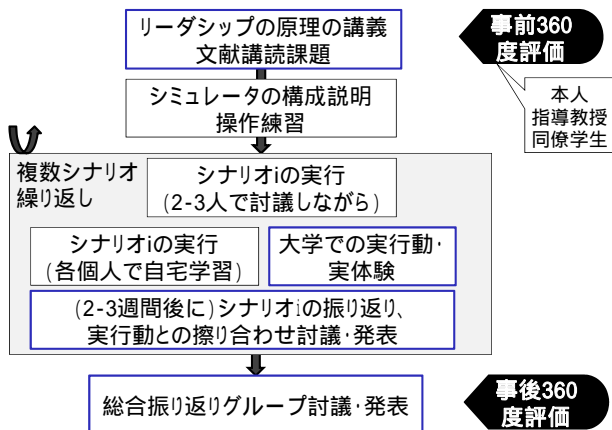 リーダシップの原理の講義
文献講読課題
事前360
度評価
本人
指導教授
同僚学生
シミュレータの構成説明
操作練習
複数シナリオ
繰り返し
シナリオiの実行
(2-3人で討議しながら)
シナリオiの実行
(各個人で自宅学習)
大学での実行動・
実体験
(2-3週間後に)シナリオiの振り返り、
実行動との擦り合わせ討議・発表
総合振り返りグループ討議・発表
事後360
度評価